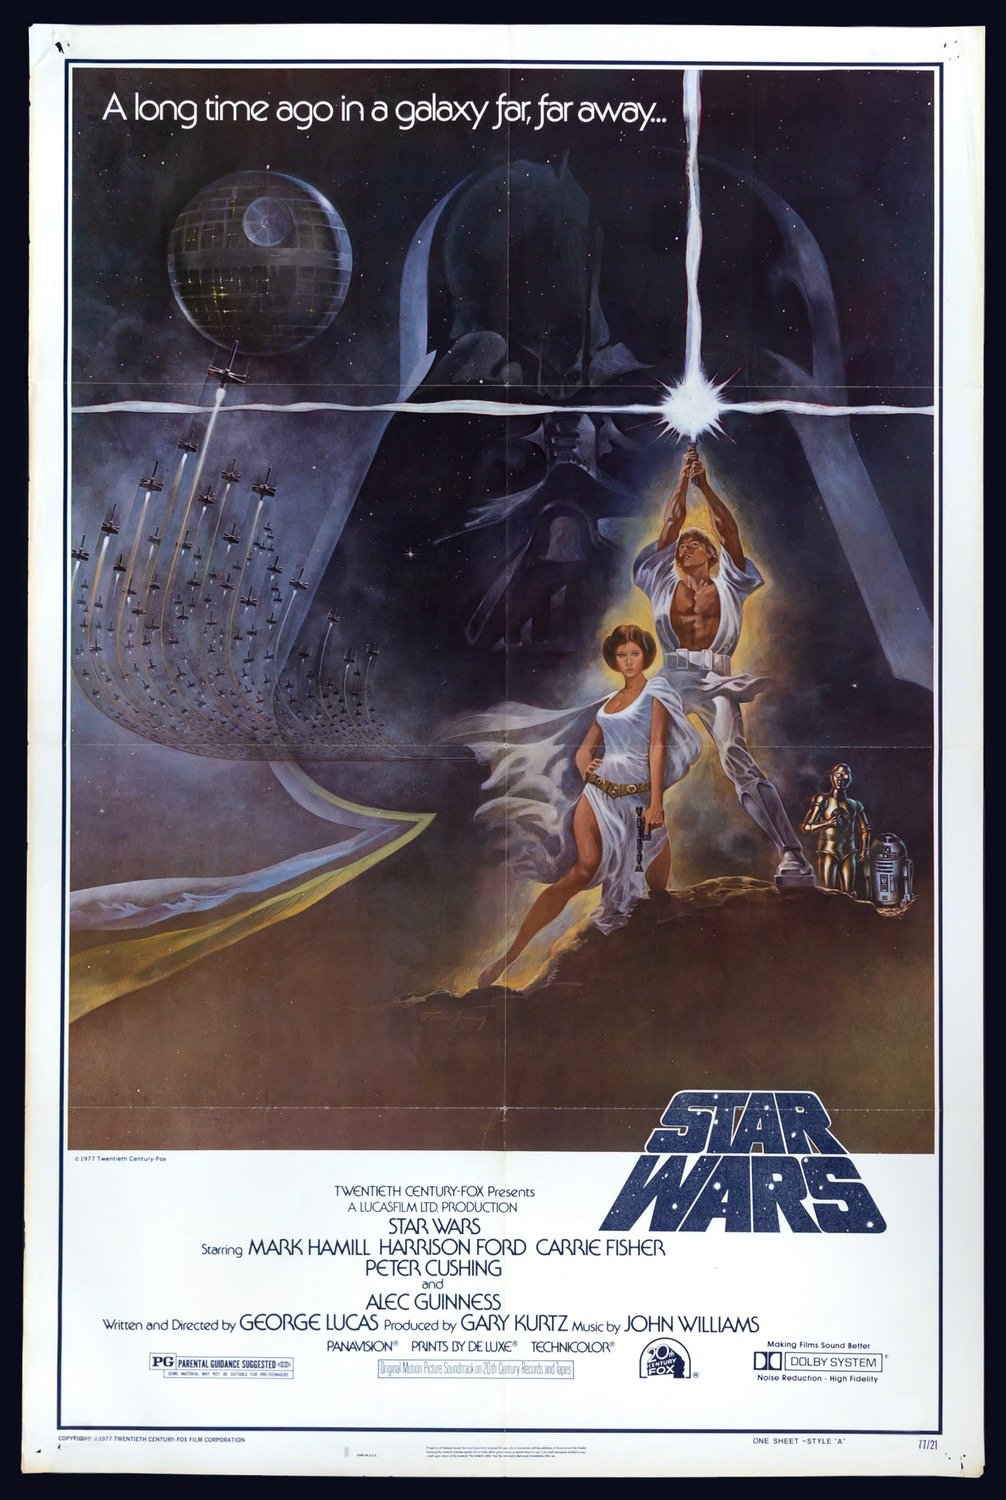 A long time ago in a galaxy far, far away...
STAR
WARS
© 1977 Twentieth Century-Fox
TWENTIETH CENTURY-FOX Presents
A LUCASFILM LTD. PRODUCTION
STAR WARS
Starring MARK HAMILL HARRISON FORD CARRIE FISHER
PETER CUSHING
and
ALEC GUINNESS
Written and Directed by GEORGE LUCAS Produced by GARY KURTZ Music by JOHN WILLIAMS
PANAVISION® PRINTS BY DE LUXE® TECHNICOLOR®
PG PARENTAL GUIDANCE SUGGESTED
SOME MATERIAL MAY NOT BE SUITABLE FOR PRETEENAGERS
Original Motion Picture Soundtrack on 20th Century Records and Tapes
20th
CENTURY
FOX
®
Making Films Sound Better
DOLBY SYSTEM®
Noise Reduction - High Fidelity
COPYRIGHT © 1977 TWENTIETH CENTURY-FOX FILM CORPORATION
ONE SHEET - STYLE "A"
77/21